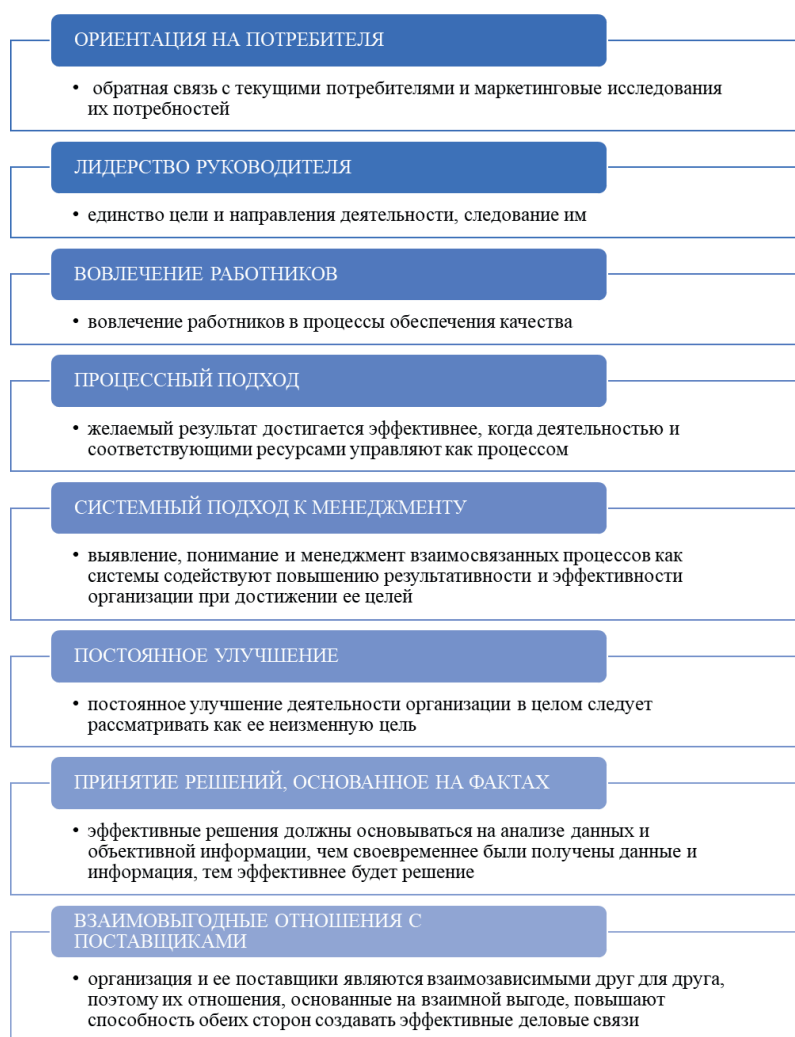 ОРИЕНТАЦИЯ НА ПОТРЕБИТЕЛЯ
• обратная связь с текущими потребителями и маркетинговые исследования
их потребностей
ЛИДЕРСТВО РУКОВОДИТЕЛЯ
• единство цели и направления деятельности, следование им
ВОВЛЕЧЕНИЕ РАБОТНИКОВ
• вовлечение работников в процессы обеспечения качества
ПРОЦЕССНЫЙ ПОДХОД
• желаемый результат достигается эффективнее, когда деятельностью и
соответствующими ресурсами управляют как процессом
СИСТЕМНЫЙ ПОДХОД К МЕНЕДЖМЕНТУ
• выявление, понимание и менеджмент взаимосвязанных процессов как
системы содействуют повышению результативности и эффективности
организации при достижении ее целей
ПОСТОЯННОЕ УЛУЧШЕНИЕ
• постоянное улучшение деятельности организации в целом следует
рассматривать как ее неизменную цель
ПРИНЯТИЕ РЕШЕНИЙ, ОСНОВАННОЕ НА ФАКТАХ
• эффективные решения должны основываться на анализе данных и
объективной информации, чем своевременнее были получены данные и
информация, тем эффективнее будет решение
ВЗАИМОВЫГОДНЫЕ ОТНОШЕНИЯ С
ПОСТАВЩИКАМИ
• организация и ее поставщики являются взаимозависимыми друг для друга,
поэтому их отношения, основанные на взаимной выгоде, повышают
способность обеих сторон создавать эффективные деловые связи